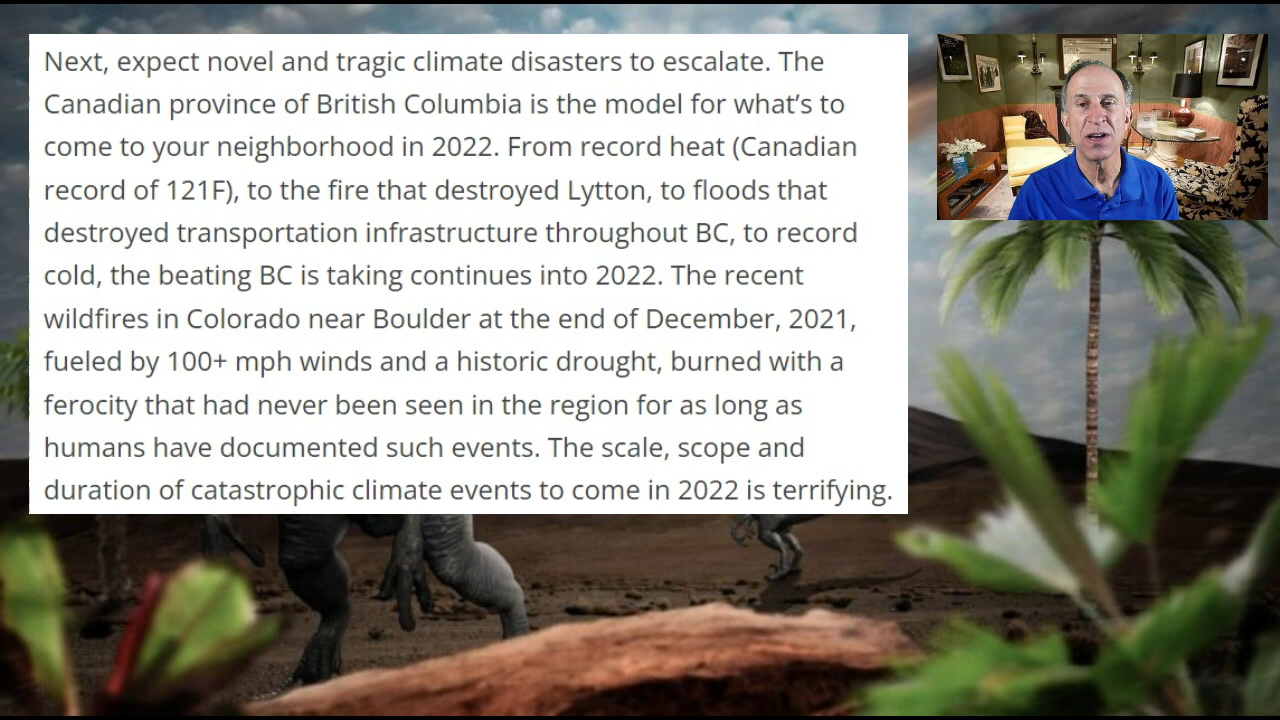 Next, expect novel and tragic climate disasters to escalate. The
Canadian province of British Columbia is the model for what's to
come to your neighborhood in 2022. From record heat (Canadian
record of 121F), to the fire that destroyed Lytton, to floods that
destroyed transportation infrastructure throughout BC, to record
cold, the beating BC is taking continues into 2022. The recent
wildfires in Colorado near Boulder at the end of December, 2021,
fueled by 100+ mph winds and a historic drought, burned with a
ferocity that had never been seen in the region for as long as
humans have documented such events. The scale, scope and
duration of catastrophic climate events to come in 2022 is terrifying.